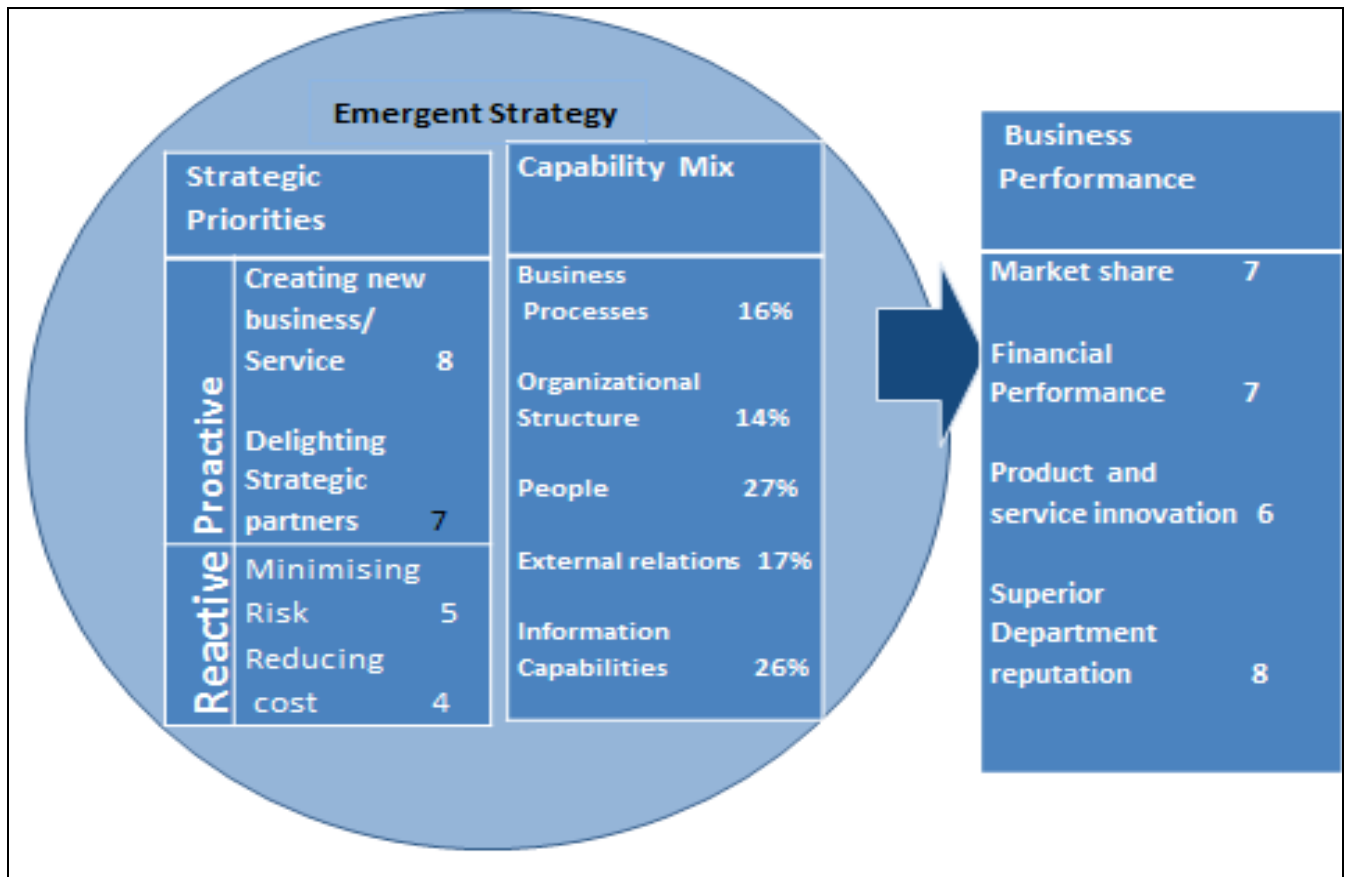 Emergent Strategy
Strategic
Priorities
Proactive
Creating new
business/
Service 8
Delighting
Strategic
partners 7
Reactive
Minimising
Risk 5
Reducing
cost 4
Capability Mix
Business
Processes 16%
Organizational
Structure 14%
People 27%
External relations 17%
Information
Capabilities 26%
Business
Performance
Market share 7
Financial
Performance 7
Product and
service innovation 6
Superior
Department
reputation 8